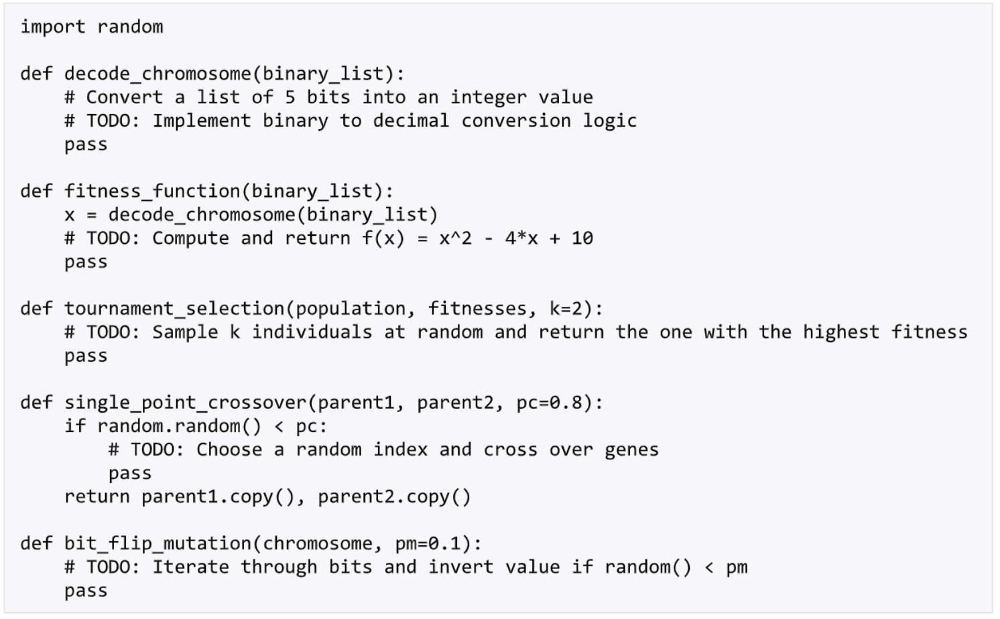 import random

def decode_chromosome(binary_list):
    # Convert a list of 5 bits into an integer value
    # TODO: Implement binary to decimal conversion logic
    pass

def fitness_function(binary_list):
    x = decode_chromosome(binary_list)
    # TODO: Compute and return f(x) = x^2 - 4*x + 10
    pass

def tournament_selection(population, fitnesses, k=2):
    # TODO: Sample k individuals at random and return the one with the highest fitness
    pass

def single_point_crossover(parent1, parent2, pc=0.8):
    if random.random() < pc:
        # TODO: Choose a random index and cross over genes
        pass
    return parent1.copy(), parent2.copy()

def bit_flip_mutation(chromosome, pm=0.1):
    # TODO: Iterate through bits and invert value if random() < pm
    pass